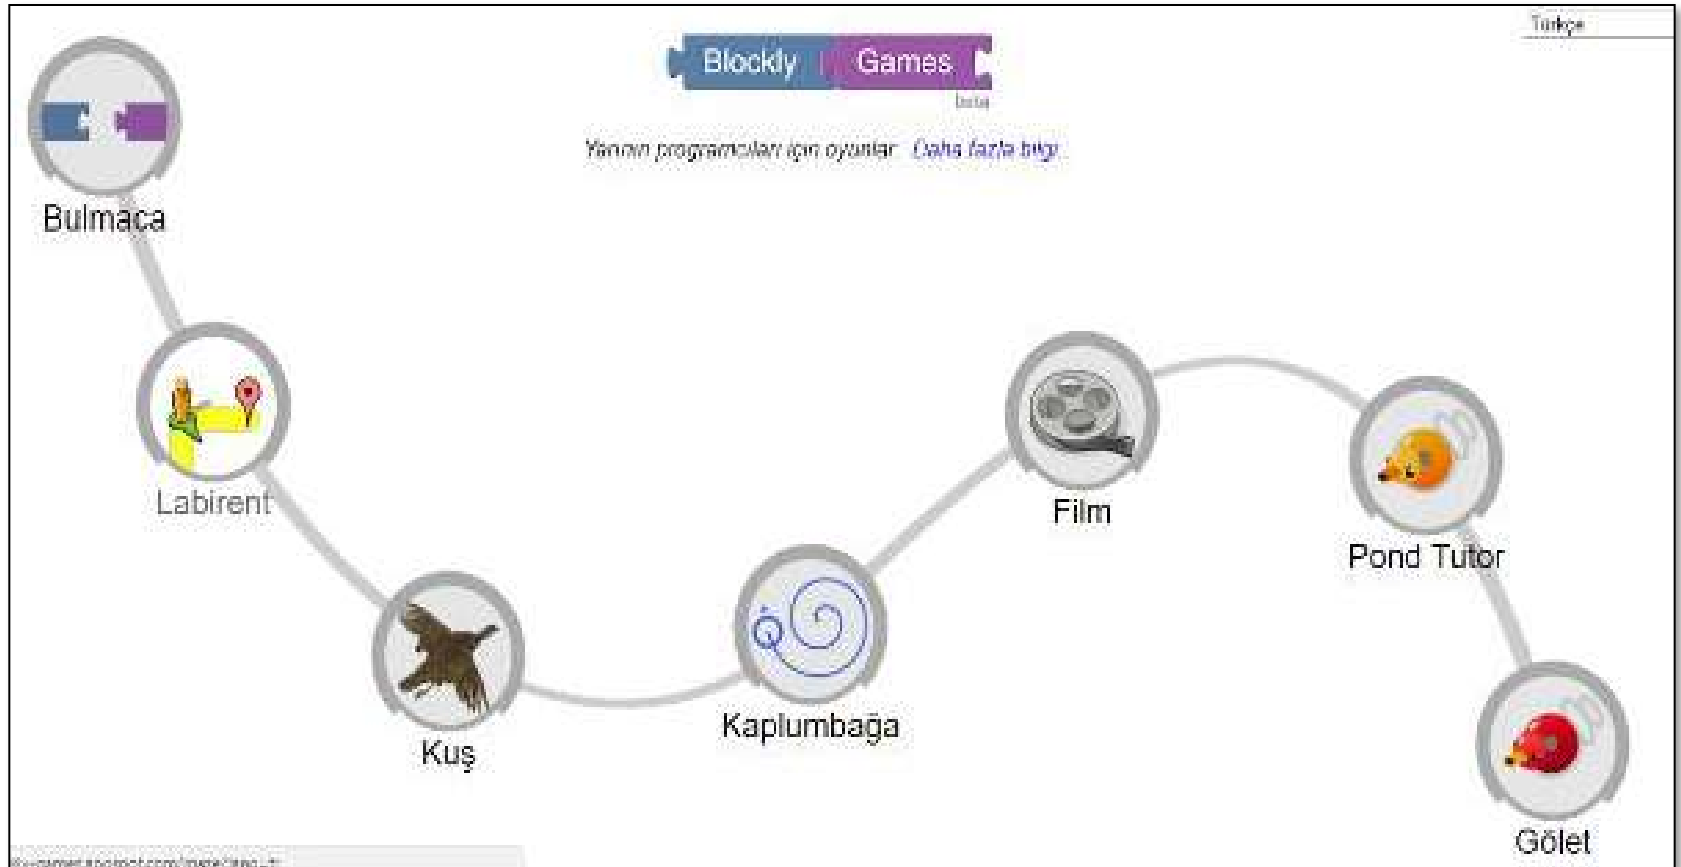 Türkçe
Blockly Games
beta
Yarının programcıları için oyunlar. Daha fazla bilgi
Bulmaca
Labirent
Film
Pond Tutor
Kuş
Kaplumbağa
Gölet